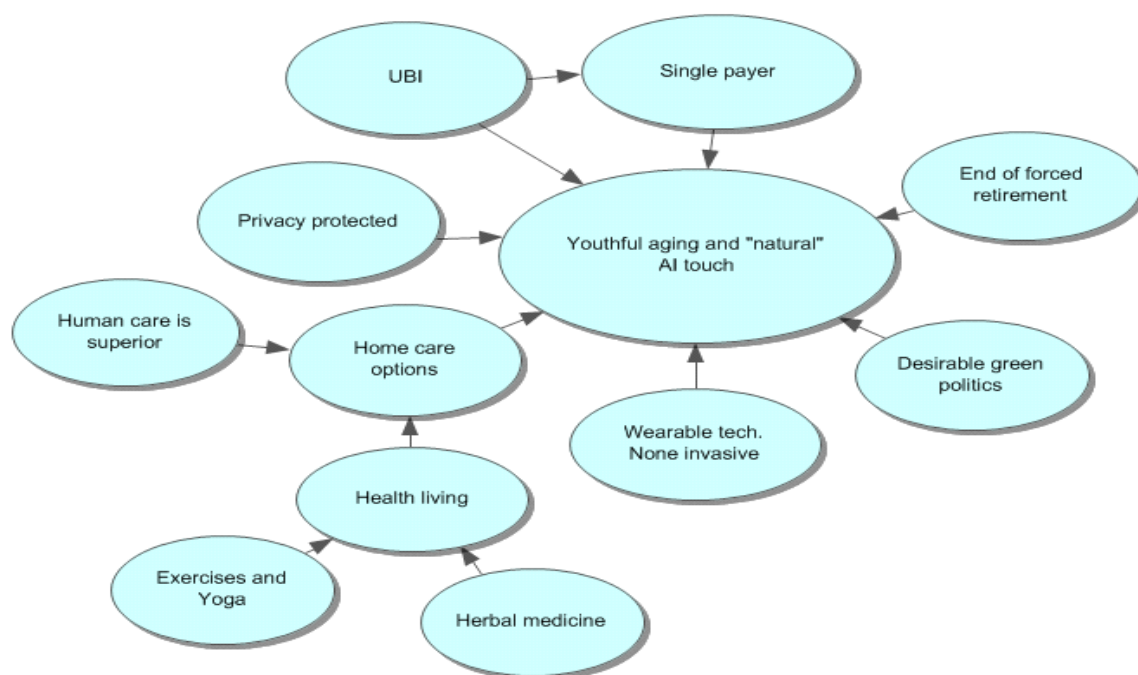 UBI
Single payer
End of forced
retirement
Privacy protected
Youthful aging and "natural"
AI touch
Human care is
superior
Home care
options
Desirable green
politics
Wearable tech.
None invasive
Health living
Exercises and
Yoga
Herbal medicine